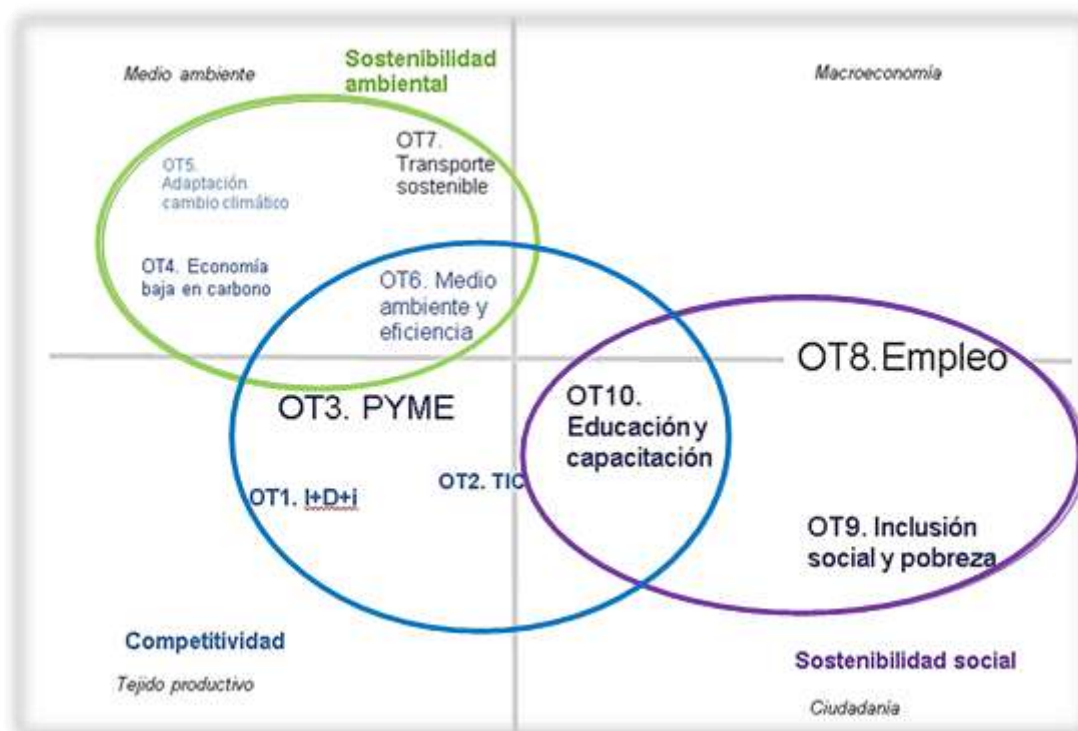 Medio ambiente
Sostenibilidad
ambiental
Macroeconomía
OT5.
Adaptación
cambio climático
OT7.
Transporte
sostenible
OT4. Economía
baja en carbono
OT6. Medio
ambiente y
eficiencia
OT8.Empleo
OT3. PYME
OT10.
Educación y
capacitación
OT1. I+D+i
OT2. TIC
OT9. Inclusión
social y pobreza
Competitividad
Tejido productivo
Sostenibilidad social
Ciudadanía